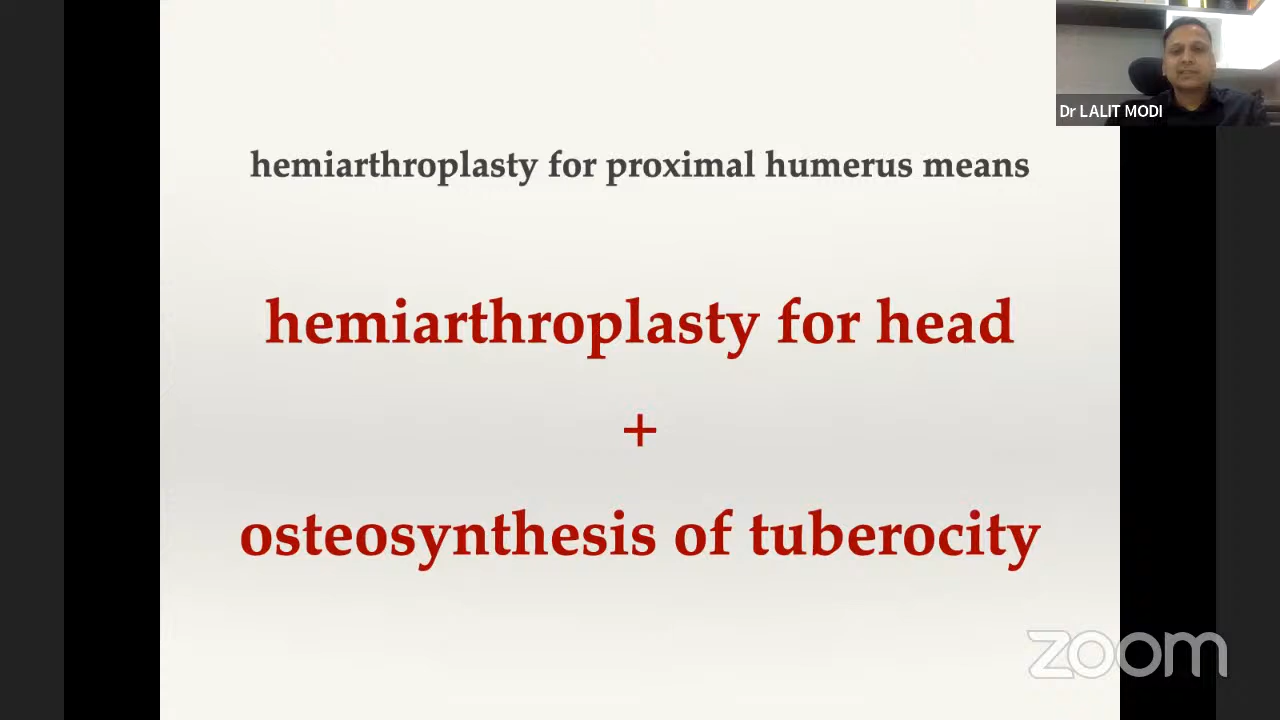 Dr LALIT MODI
hemiarthroplasty for proximal humerus means
hemiarthroplasty for head
+
osteosynthesis of tuberocity
zoom